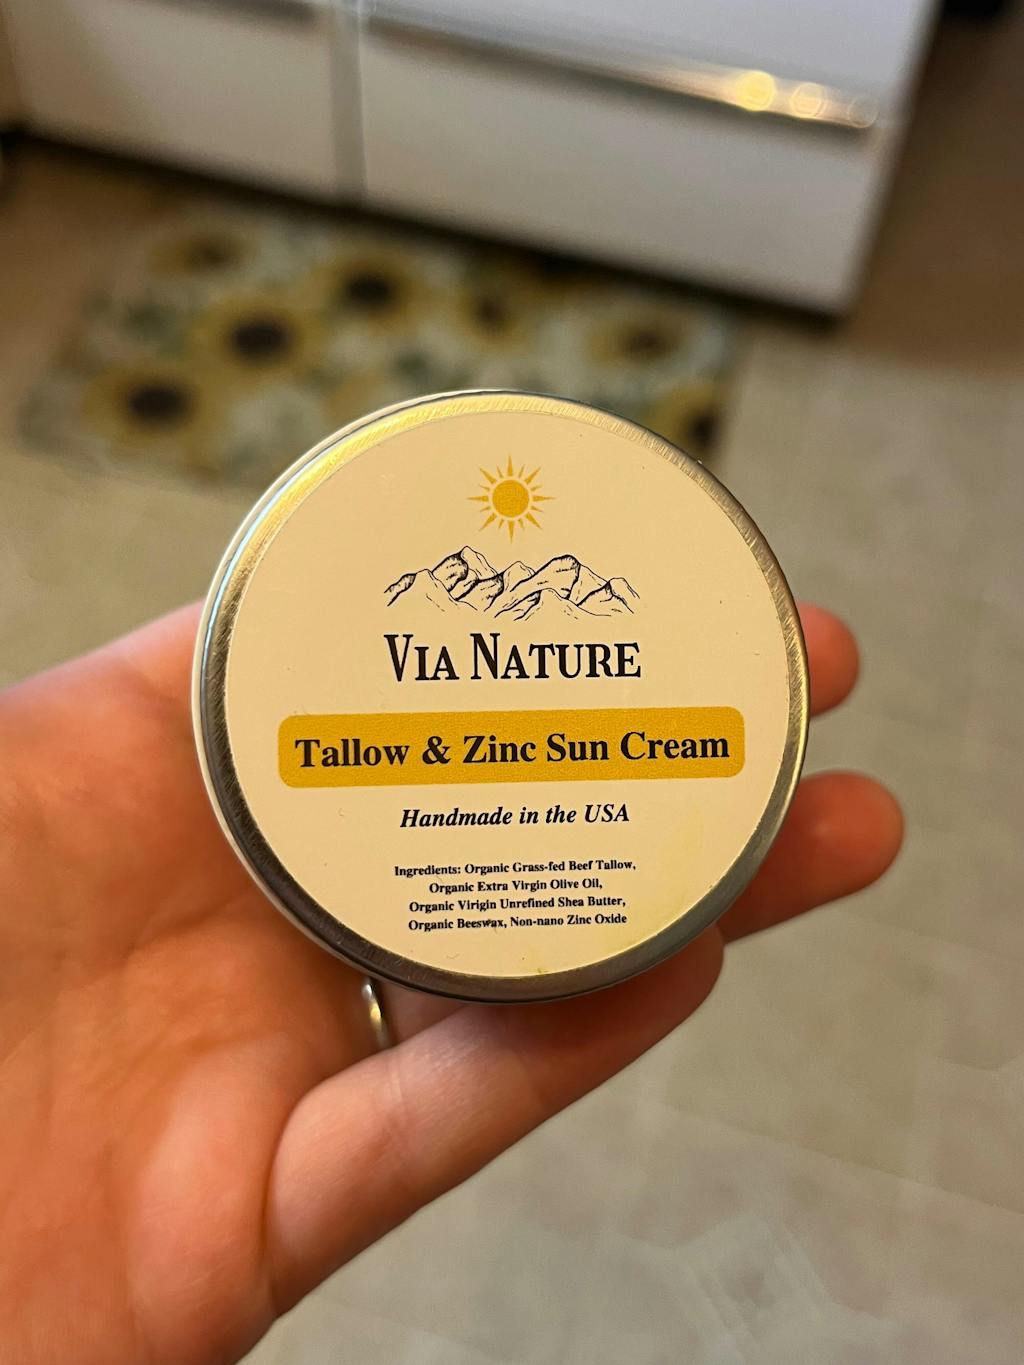 VIA NATURE
Tallow & Zinc Sun Cream
Handmade in the USA
Ingredients: Organic Grass-fed Beef Tallow,
Organic Extra Virgin Olive Oil,
Organic Virigin Unrefined Shea Butter,
Organic Beeswax, Non-nano Zinc Oxide